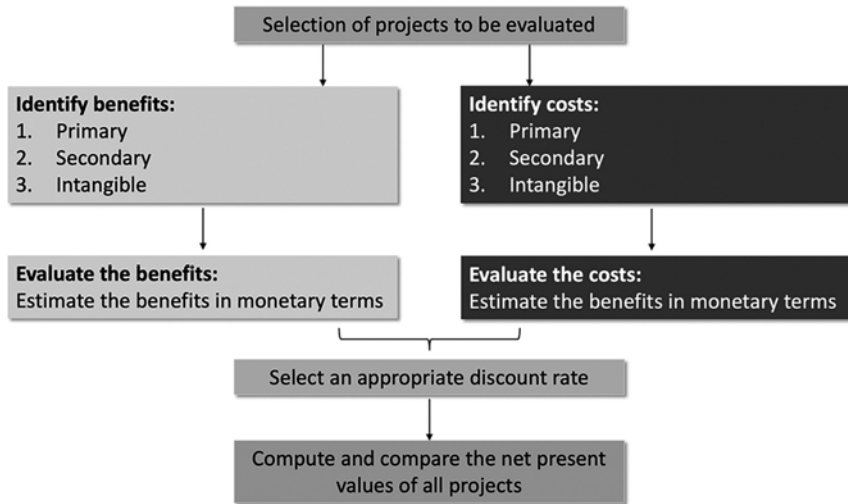 Selection of projects to be evaluated
Identify benefits:
1. Primary
2. Secondary
3. Intangible
Identify costs:
1. Primary
2. Secondary
3. Intangible
Evaluate the benefits:
Estimate the benefits in monetary terms
Evaluate the costs:
Estimate the benefits in monetary terms
Select an appropriate discount rate
Compute and compare the net present
values of all projects